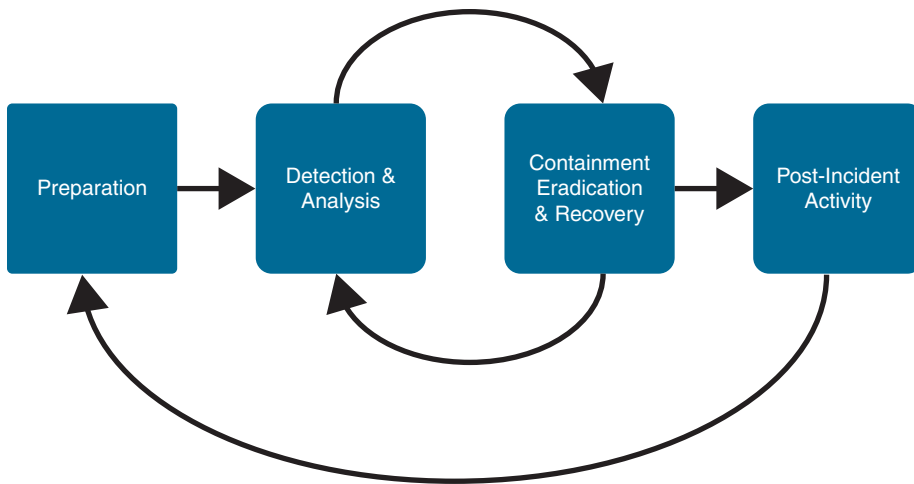 Preparation
Detection &
Analysis
Containment
Eradication
& Recovery
Post-Incident
Activity